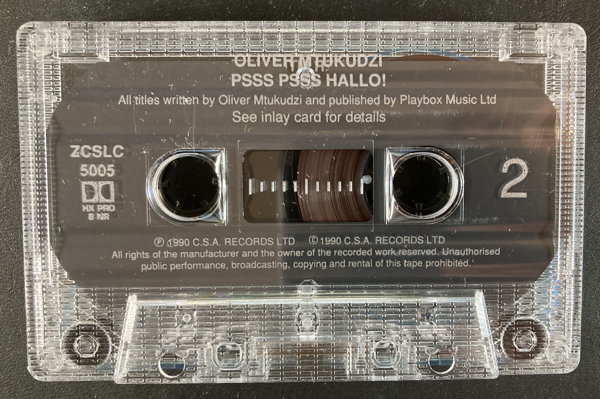 OLIVER MTUKUDZI
PSSS PSSS HALLO!
All titles written by Oliver Mtukudzi and published by Playbox Music Ltd
See inlay card for details
ZCSLC
5005
HX PRO
B NR
2
Ⓟ 1990 C.S.A. RECORDS LTD © 1990 C.S.A. RECORDS LTD
All rights of the manufacturer and the owner of the recorded work reserved. Unauthorised
public performance, broadcasting, copying and rental of this tape prohibited.